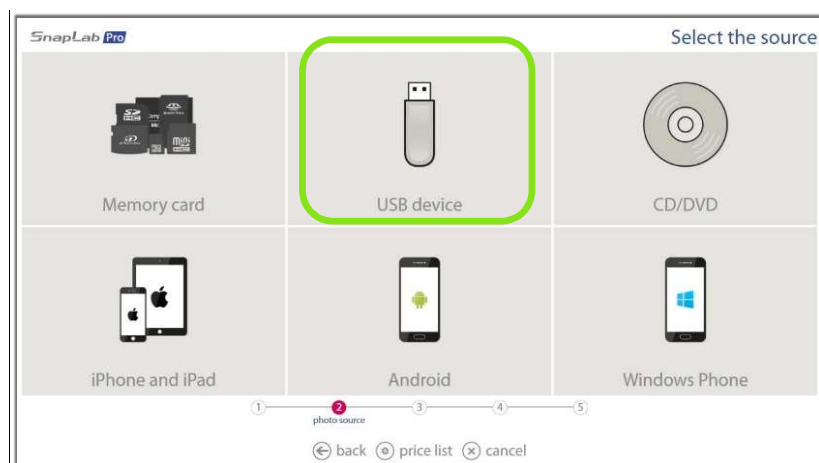 SnapLab Pro
Select the source
Memory card
USB device
CD/DVD
iPhone and iPad
Android
Windows Phone
1 2 3 4 5
photo source
back price list cancel